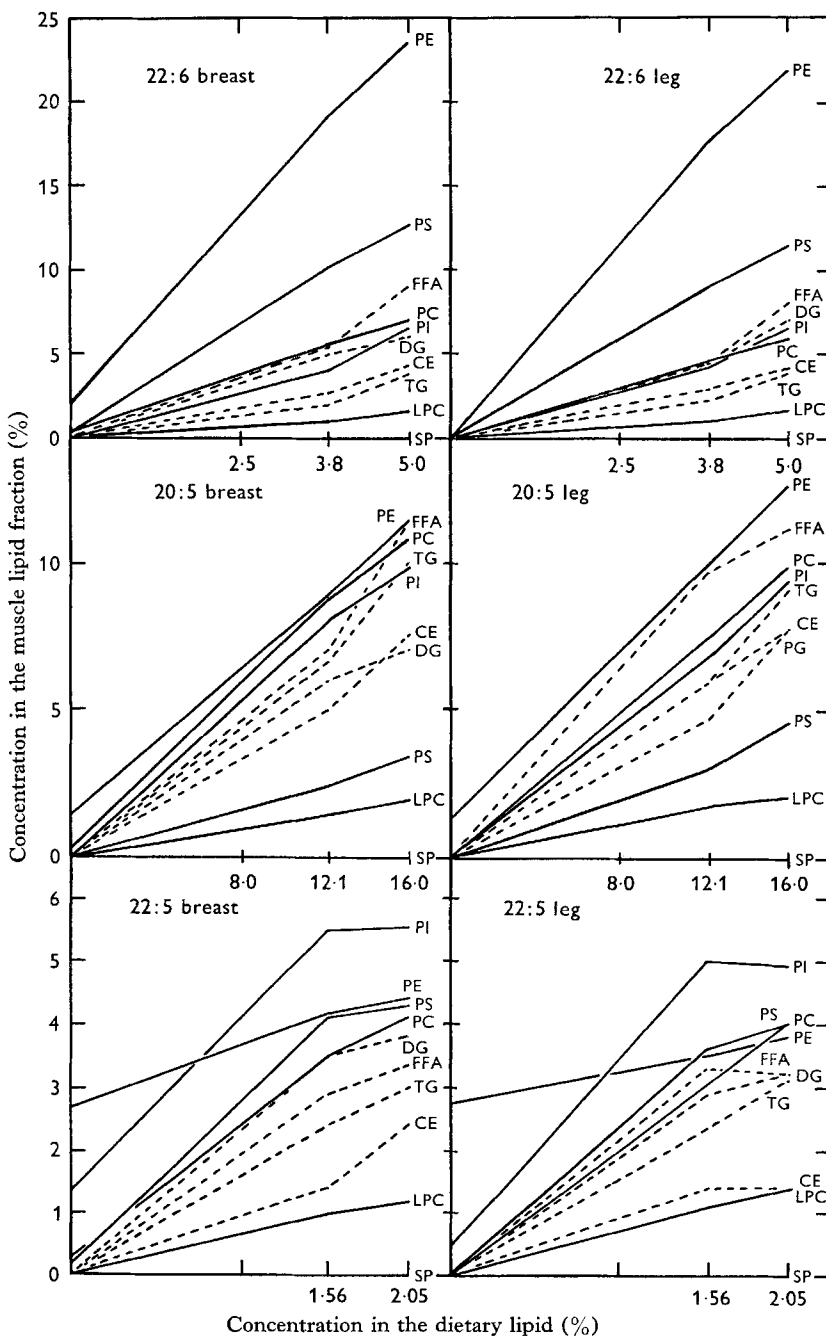 25
20
15
10
5
0
22:6 breast
PE
PS
FFA
PC
PI
DG
CE
TG
LPC
SP
2·5
3·8
5·0
22:6 leg
PE
PS
FFA
DG
PI
PC
CE
TG
LPC
SP
2·5
3·8
5·0
Concentration in the muscle lipid fraction (%)
10
5
0
20:5 breast
PE
FFA
PC
TG
PI
CE
DG
PS
LPC
SP
8·0
12·1
16·0
20:5 leg
PE
FFA
PC
PI
TG
CE
PG
PS
LPC
SP
8·0
12·1
16·0
6
5
4
3
2
1
0
22:5 breast
PI
PE
PS
PC
DG
FFA
TG
CE
LPC
SP
1·56
2·05
22:5 leg
PI
PS
PC
PE
FFA
DG
TG
CE
LPC
SP
1·56
2·05
Concentration in the dietary lipid (%)